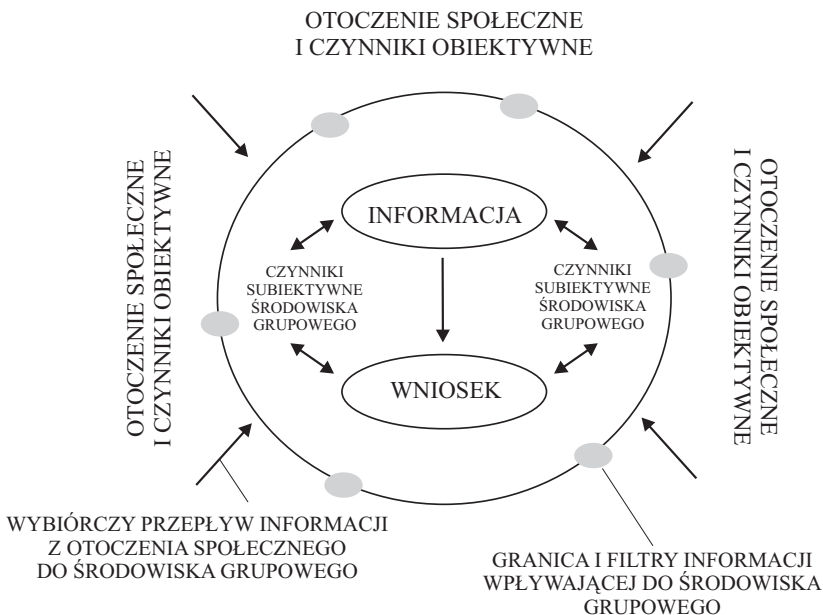 OTOCZENIE SPOŁECZNE
I CZYNNIKI OBIEKTYWNE
OTOCZENIE SPOŁECZNE
I CZYNNIKI OBIEKTYWNE
INFORMACJA
CZYNNIKI
SUBIEKTYWNE
ŚRODOWISKA
GRUPOWEGO
CZYNNIKI
SUBIEKTYWNE
ŚRODOWISKA
GRUPOWEGO
WNIOSEK
OTOCZENIE SPOŁECZNE
I CZYNNIKI OBIEKTYWNE
WYBIÓRCZY PRZEPŁYW INFORMACJI
Z OTOCZENIA SPOŁECZNEGO
DO ŚRODOWISKA GRUPOWEGO
GRANICA I FILTRY INFORMACJI
WPŁYWAJĄCEJ DO ŚRODOWISKA
GRUPOWEGO